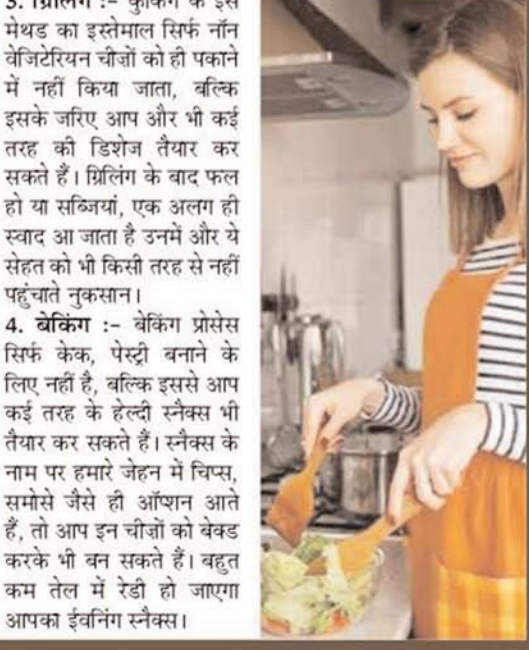 3. ग्रिलिंग :- कुकिंग के इस
मेथड का इस्तेमाल सिर्फ नॉन
वेजिटेरियन चीज़ों को ही पकाने
में नहीं किया जाता, बल्कि
इसके जरिए आप और भी कई
तरह की डिशेज तैयार कर
सकते हैं। ग्रिलिंग के बाद फल
हो या सब्जियां, एक अलग ही
स्वाद आ जाता है उनमें और ये
सेहत को भी किसी तरह से नहीं
पहुंचाते नुकसान।
4. बेकिंग :- बेकिंग प्रोसेस
सिर्फ केक, पेस्ट्री बनाने के
लिए नहीं है, बल्कि इससे आप
कई तरह के हेल्दी स्नैक्स भी
तैयार कर सकते हैं। स्नैक्स के
नाम पर हमारे जेहन में चिप्स,
समोसे जैसे ही ऑप्शन आते
हैं, तो आप इन चीज़ों को बेक्ड
करके भी बन सकते हैं। बहुत
कम तेल में रेडी हो जाएगा
आपका ईवनिंग स्नैक्स।